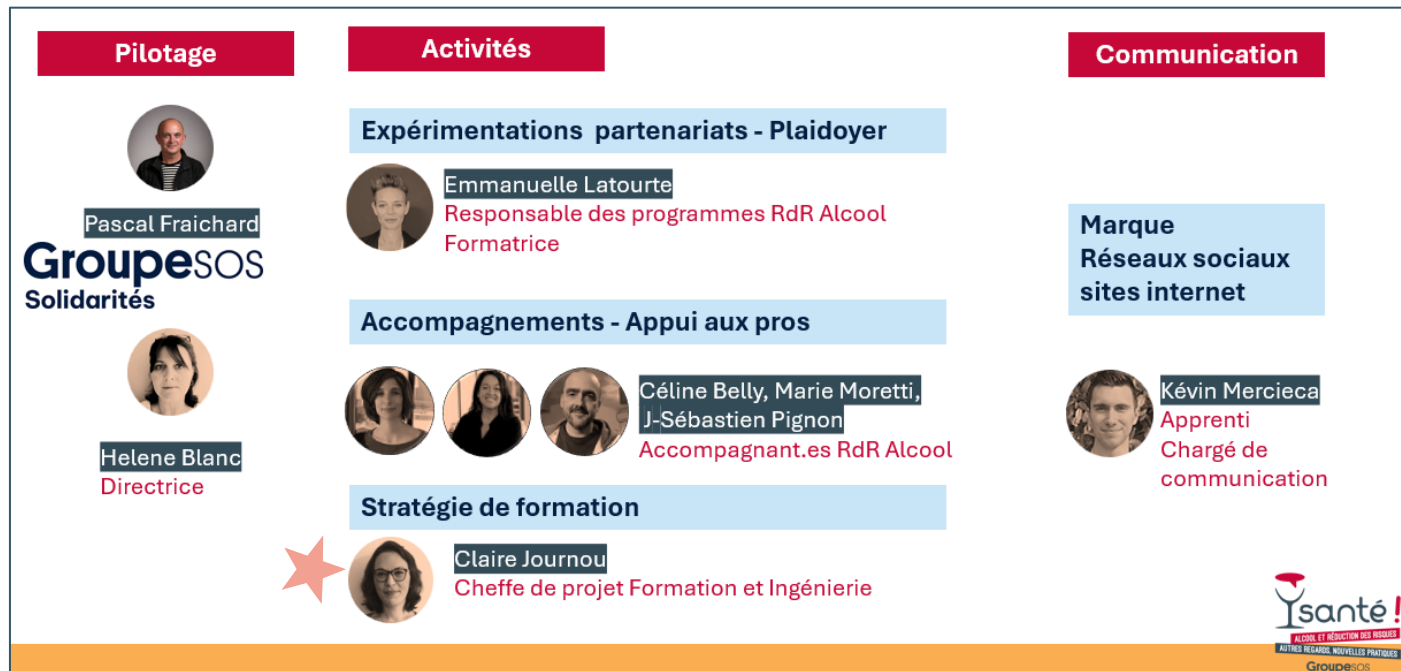 Pilotage
Pascal Fraichard
Groupesos
Solidarités
Helene Blanc
Directrice
Activités
Expérimentations partenariats - Plaidoyer
Emmanuelle Latourte
Responsable des programmes RdR Alcool
Formatrice
Accompagnements - Appui aux pros
Céline Belly, Marie Moretti,
J-Sébastien Pignon
Accompagnant.es RdR Alcool
Stratégie de formation
Claire Journou
Cheffe de projet Formation et Ingénierie
Communication
Marque
Réseaux sociaux
sites internet
Kévin Mercieca
Apprenti
Chargé de
communication
santé !
ALCOOL ET RÉDUCTION DES RISQUES
AUTRES REGARDS, NOUVELLES PRATIQUES
Groupesos